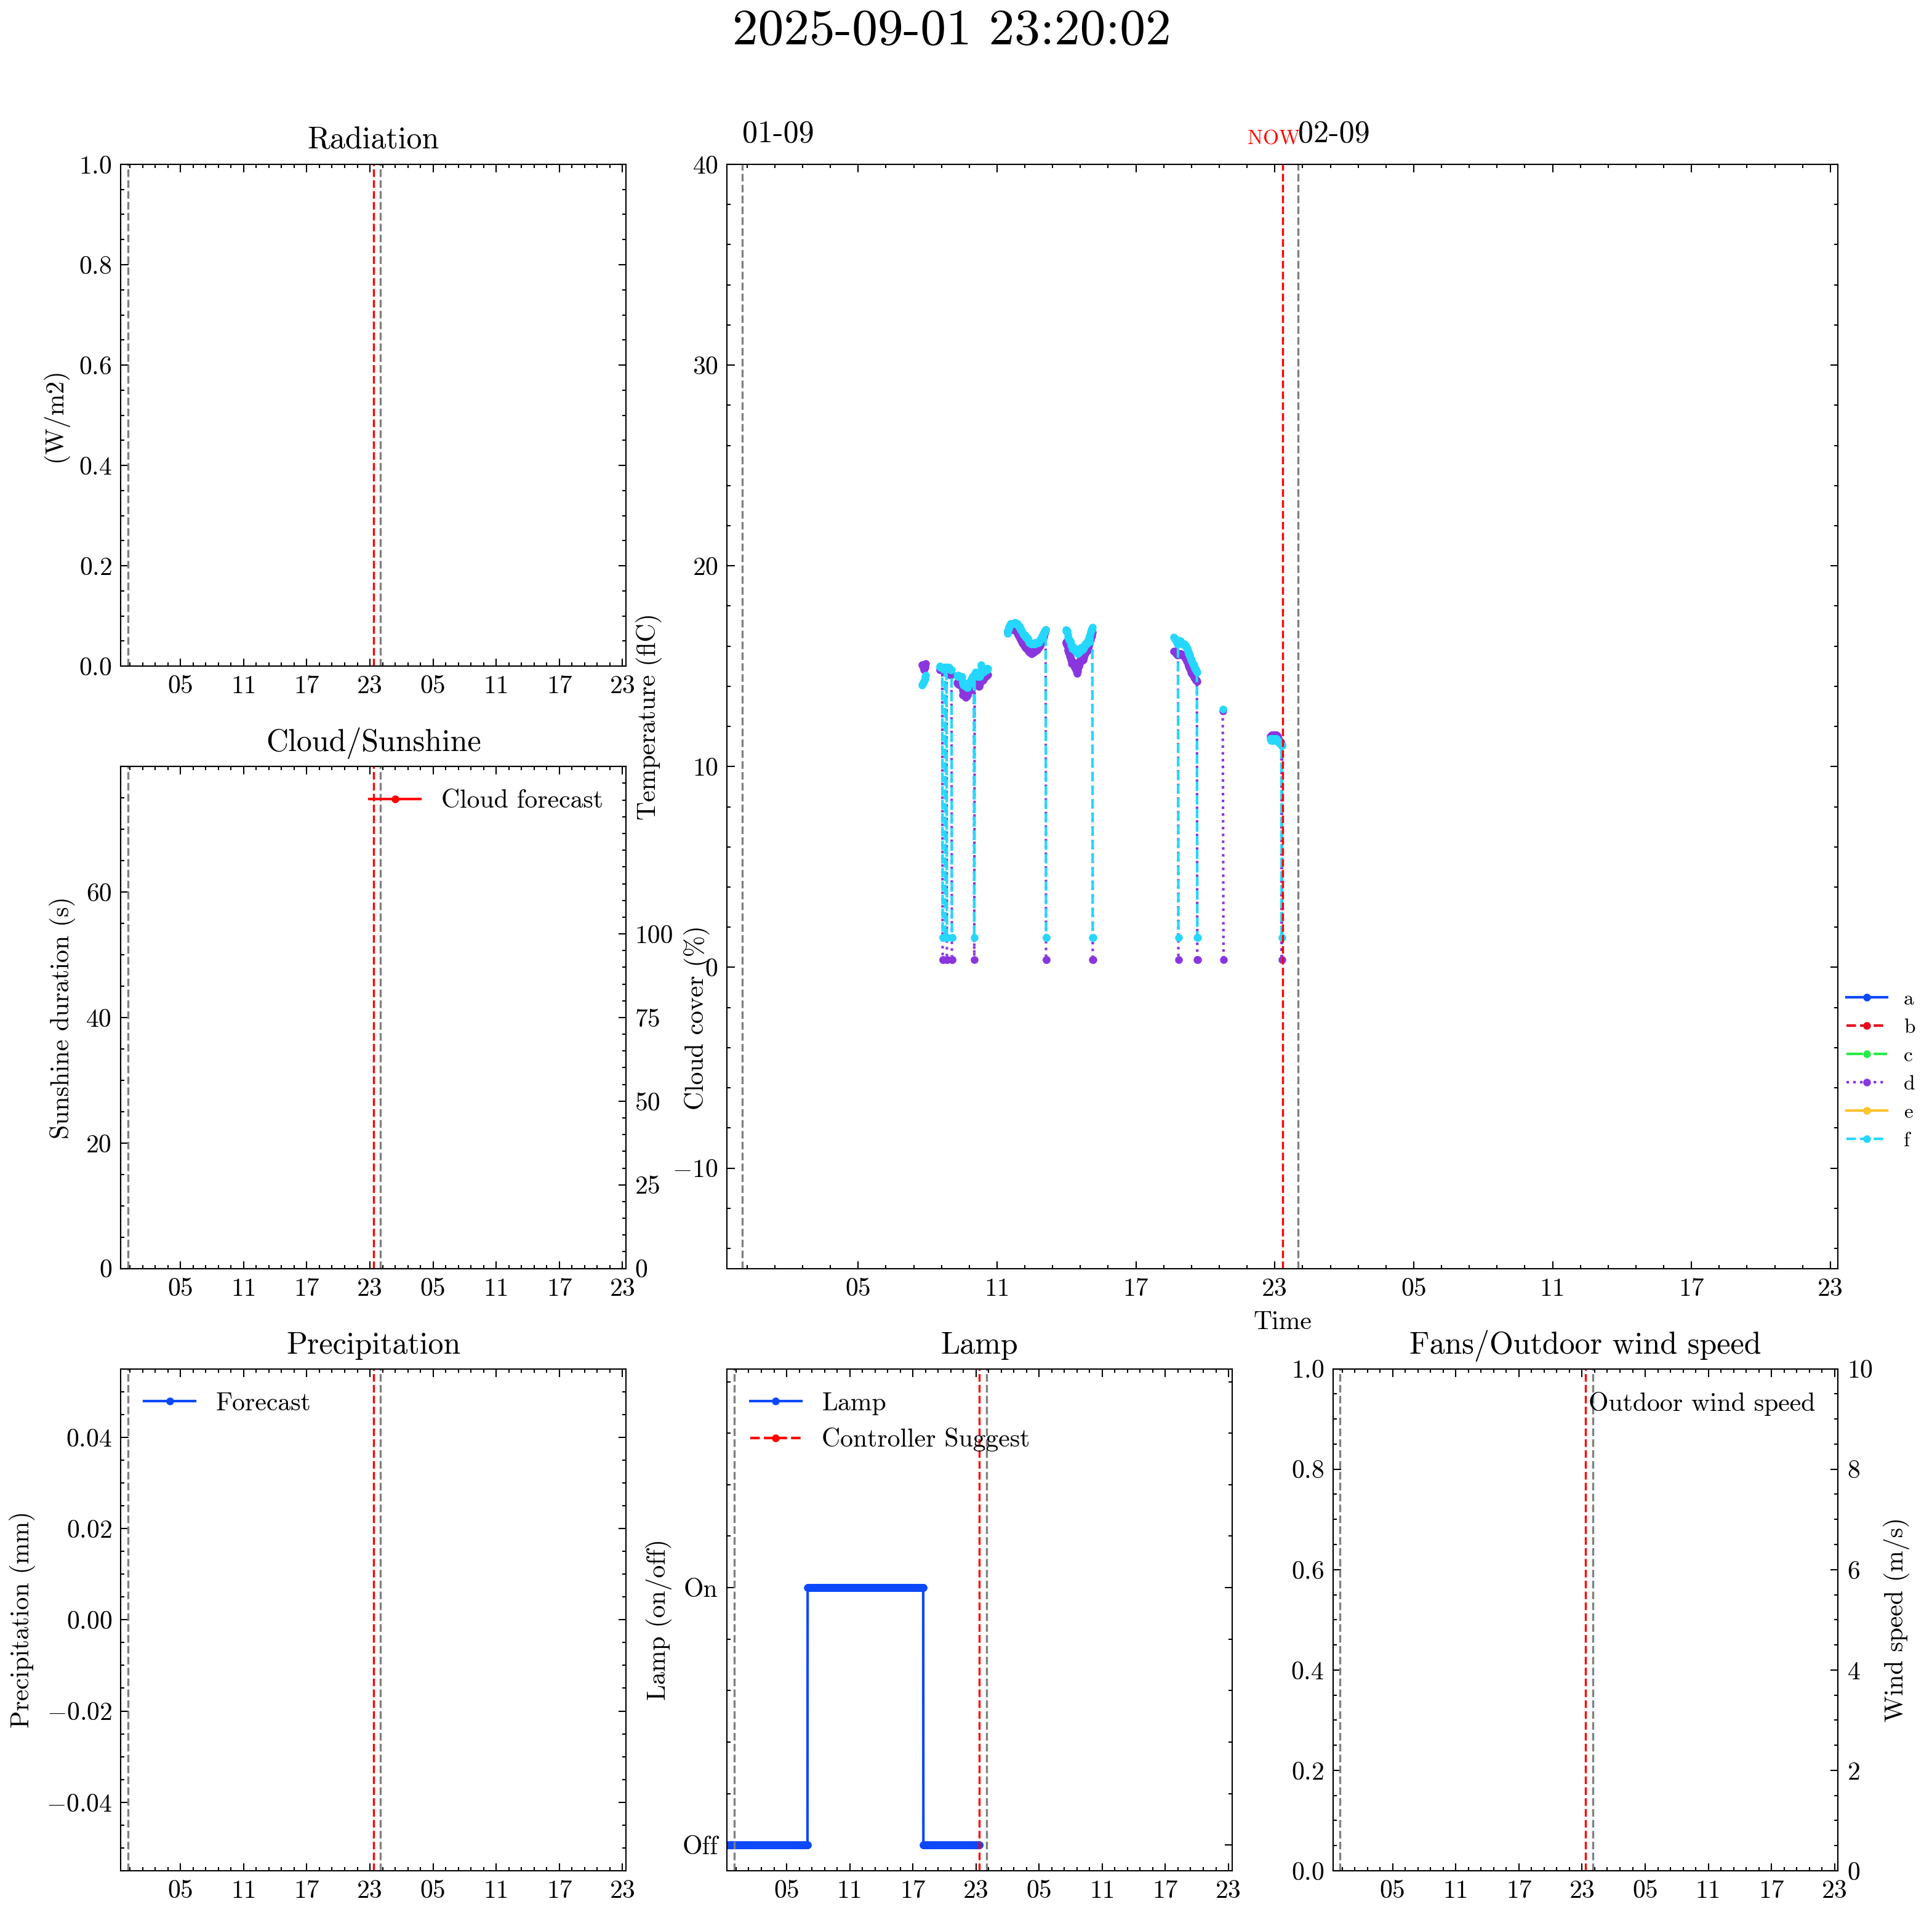 2025-09-01 23:20:02
Radiation
(W/m2)
1.0
0.8
0.6
0.4
0.2
0.0
05 11 17 23 05 11 17 23
01-09
NOW
02-09
Temperature (flC)
40
30
20
10
0
−10
05 11 17 23 05 11 17 23
Time
a
b
c
d
e
f
Cloud/Sunshine
Cloud forecast
Sunshine duration (s)
60
40
20
0
Cloud cover (%)
100
75
50
25
0
05 11 17 23 05 11 17 23
Precipitation
Forecast
Precipitation (mm)
0.04
0.02
0.00
−0.02
−0.04
05 11 17 23 05 11 17 23
Lamp
Lamp
Controller Suggest
Lamp (on/off)
On
Off
05 11 17 23 05 11 17 23
Fans/Outdoor wind speed
Outdoor wind speed
1.0
0.8
0.6
0.4
0.2
0.0
10
8
6
4
2
0
Wind speed (m/s)
05 11 17 23 05 11 17 23